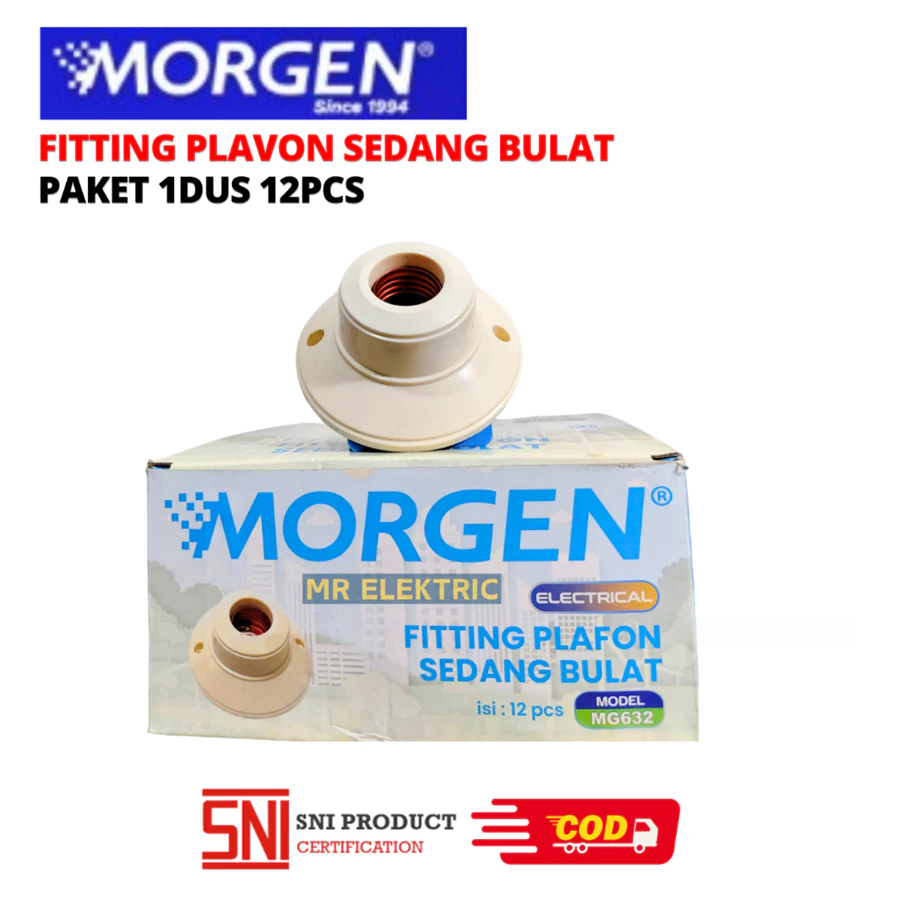 MORGEN®
Since 1994
FITTING PLAVON SEDANG BULAT
PAKET 1DUS 12PCS
MORGEN®
MR ELEKTRIC
ELECTRICAL
FITTING PLAFON
SEDANG BULAT
isi : 12 pcs
MODEL
MG632
SNI
SNI PRODUCT
CERTIFICATION
COD